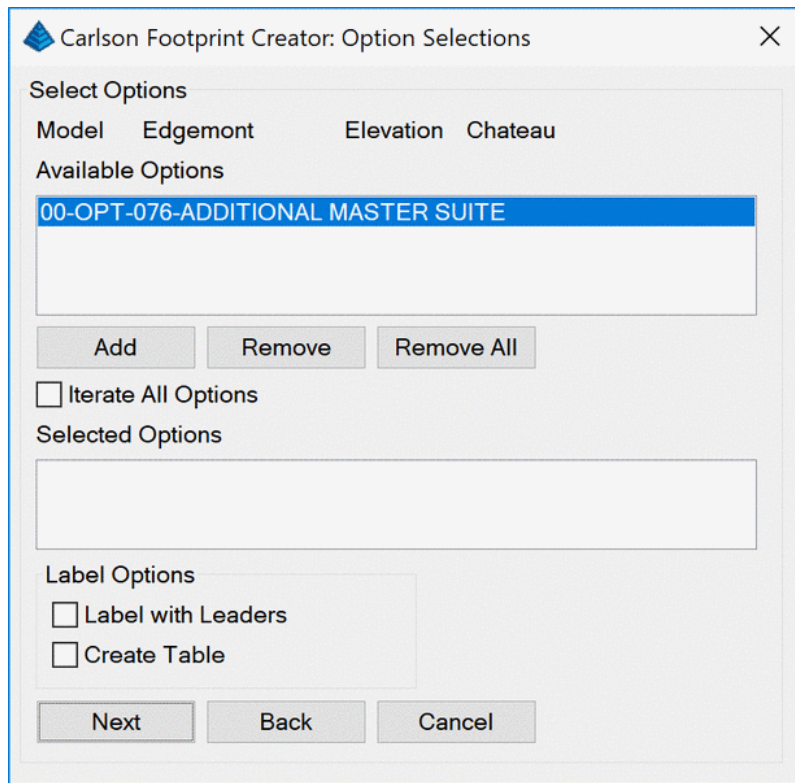 Carlson Footprint Creator: Option Selections
Select Options
Model Edgemont Elevation Chateau
Available Options
00-OPT-076-ADDITIONAL MASTER SUITE
Add Remove Remove All
Iterate All Options
Selected Options
Label Options
Label with Leaders
Create Table
Next Back Cancel